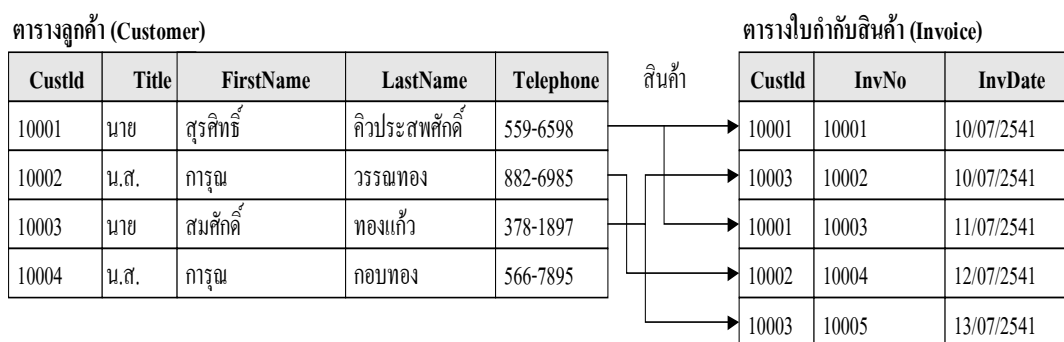 ตารางลูกค้า (Customer)
CustId Title FirstName LastName Telephone
10001 นาย สุรศิทธิ์ คิวประสพศักดิ์ 559-6598
10002 น.ส. การุณ วรรณทอง 882-6985
10003 นาย สมศักดิ์ ทองแก้ว 378-1897
10004 น.ส. การุณ กอบทอง 566-7895
สินค้า
ตารางใบกำกับสินค้า (Invoice)
CustId InvNo InvDate
10001 10001 10/07/2541
10003 10002 10/07/2541
10001 10003 11/07/2541
10002 10004 12/07/2541
10003 10005 13/07/2541